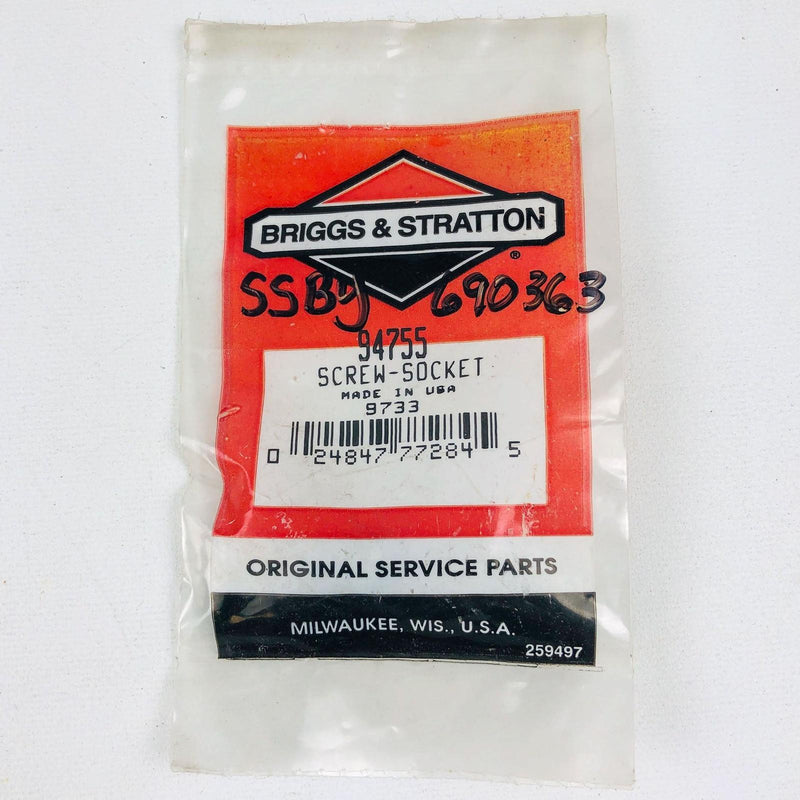 BRIGGS & STRATTON
®
SSBY 690363
94755
SCREW-SOCKET
MADE IN USA
9733
0 24847 77284 5
ORIGINAL SERVICE PARTS
MILWAUKEE, WIS., U.S.A.
259497